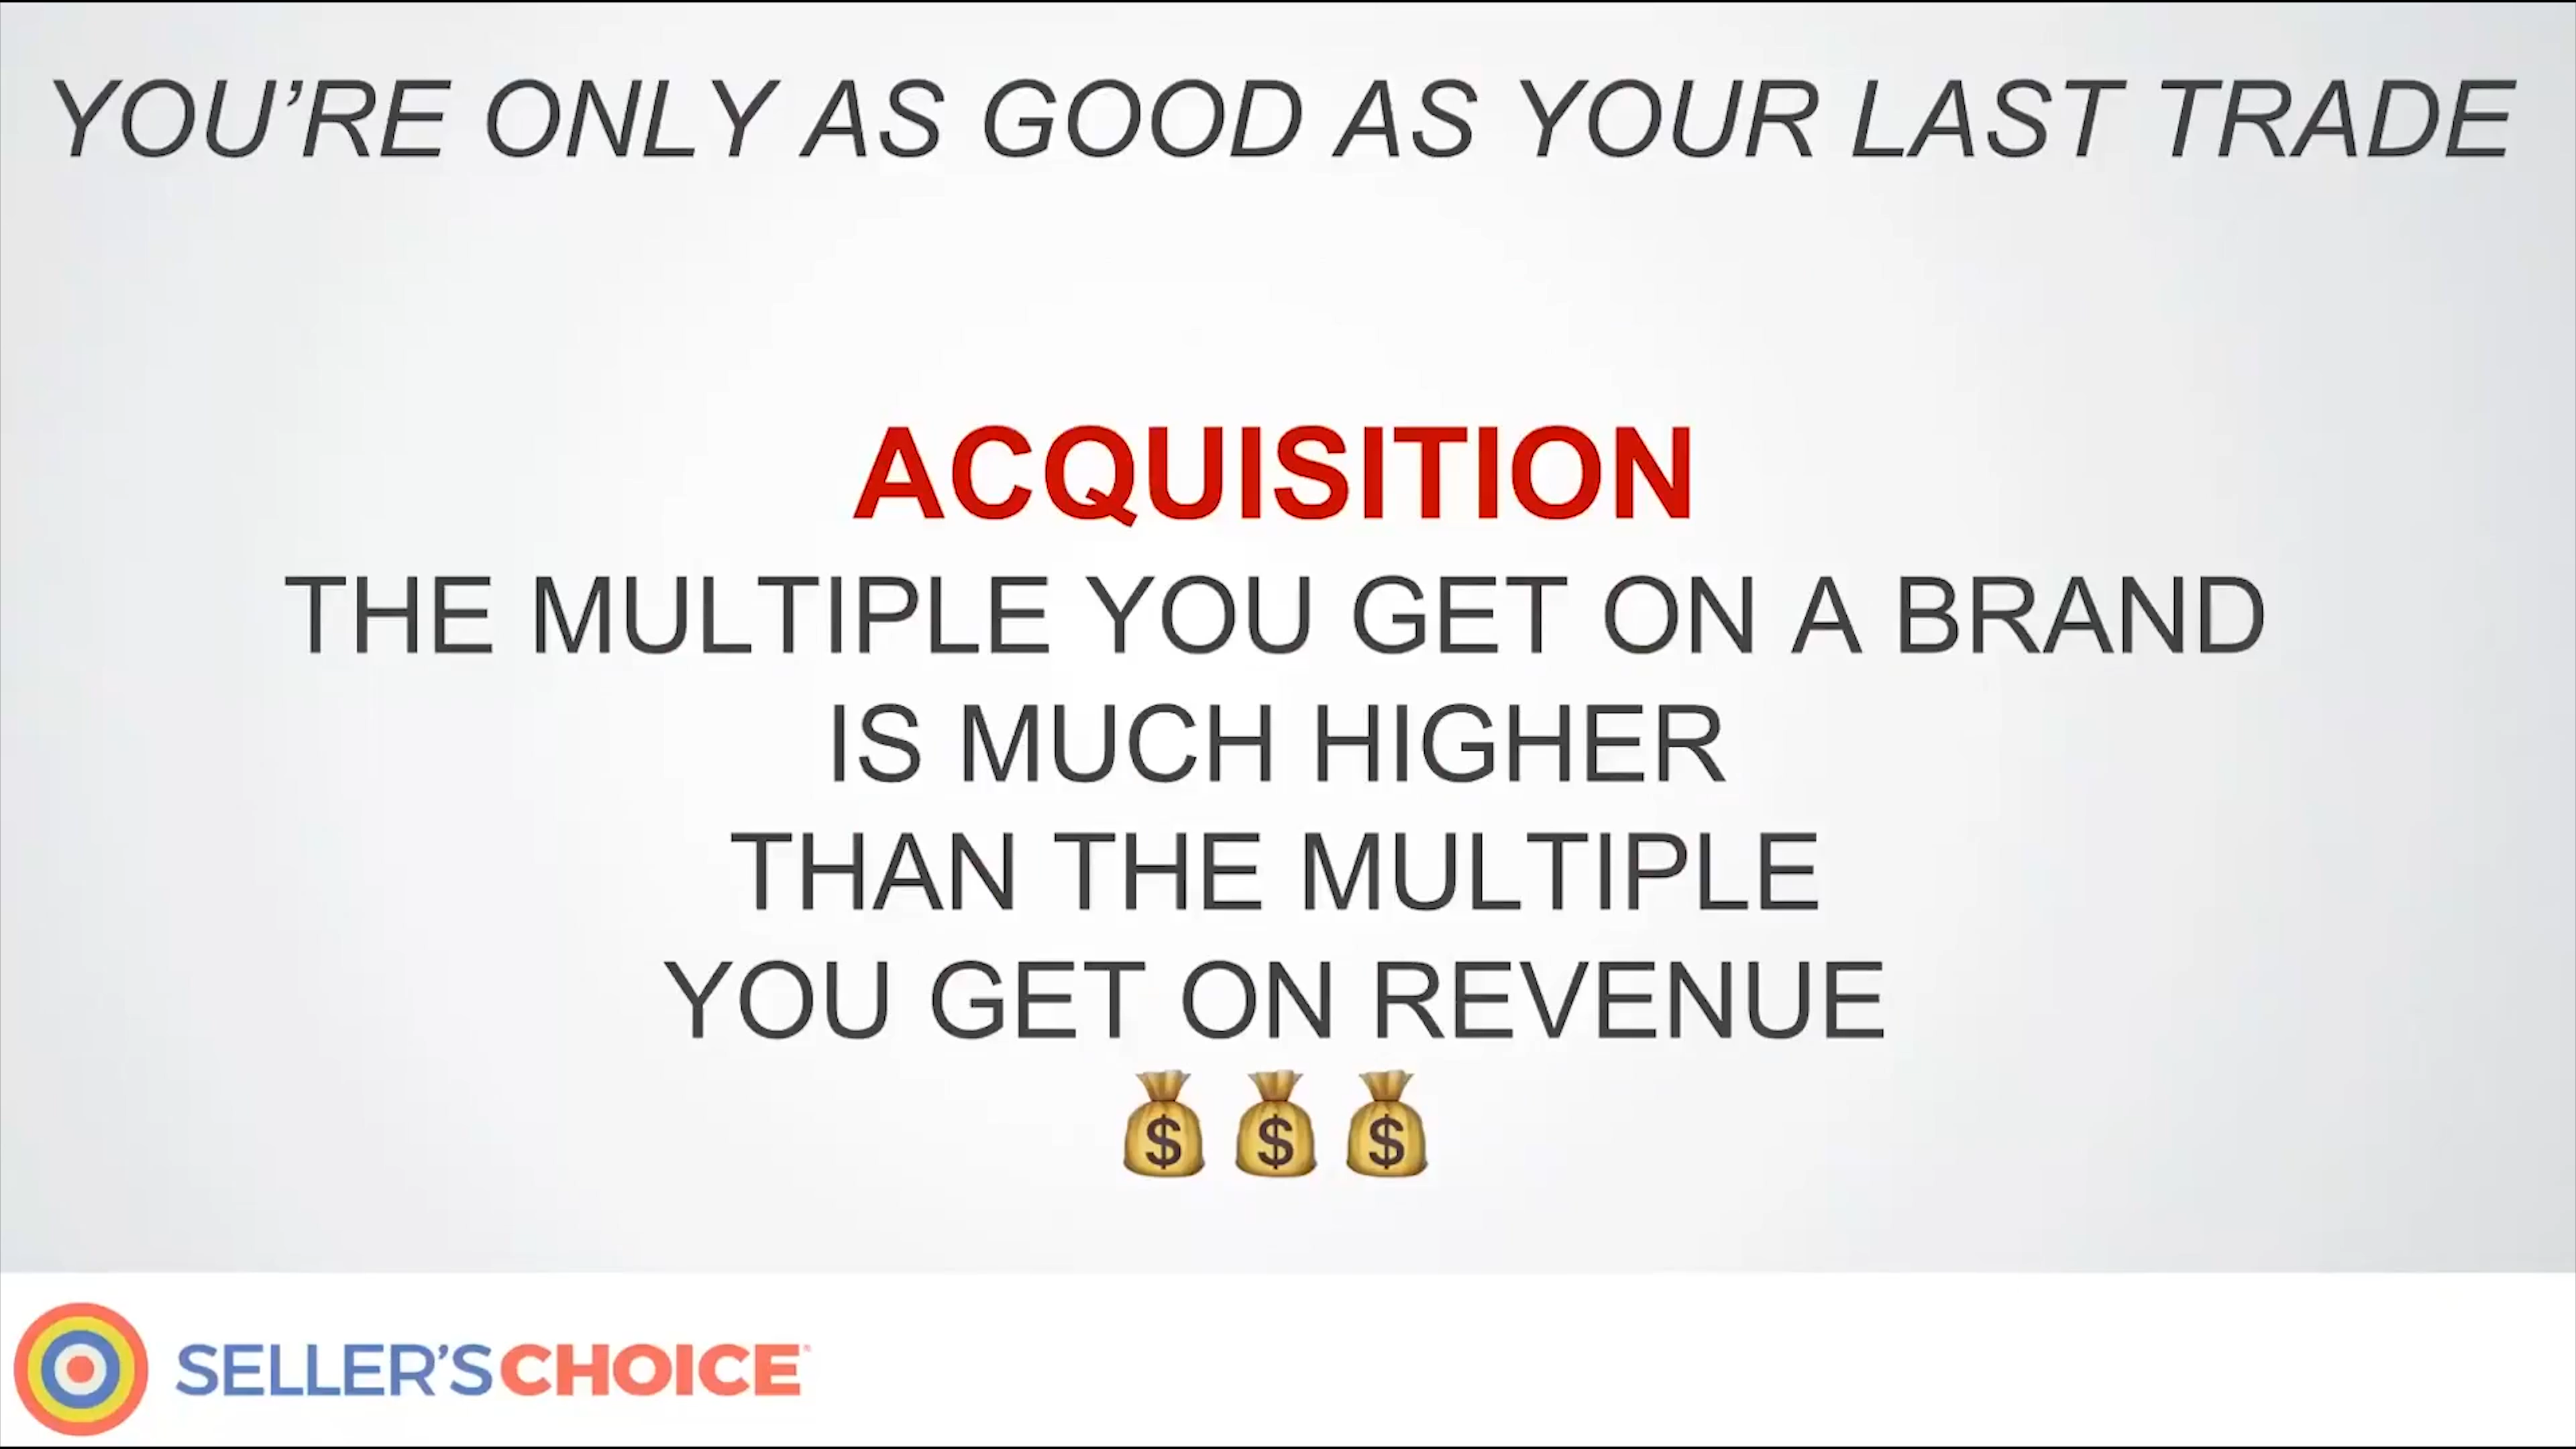 YOU'RE ONLY AS GOOD AS YOUR LAST TRADE
ACQUISITION
THE MULTIPLE YOU GET ON A BRAND
IS MUCH HIGHER
THAN THE MULTIPLE
YOU GET ON REVENUE
$ $ $
SELLER'SCHOICE